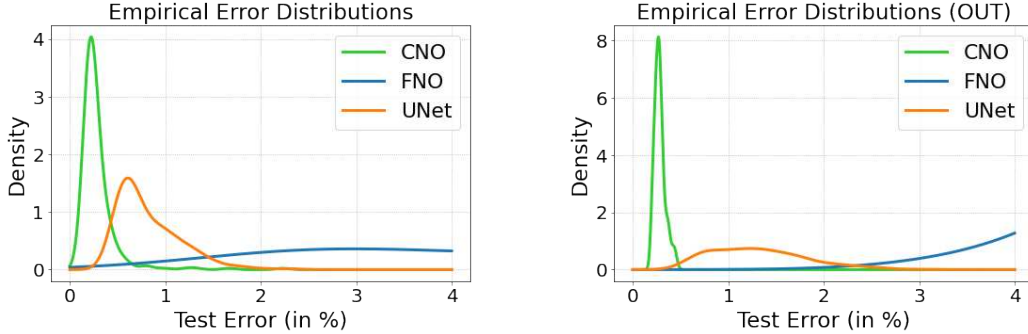 Empirical Error Distributions
4
3
2
1
0
Density
CNO
FNO
UNet
0 1 2 3 4
Test Error (in %)
Empirical Error Distributions (OUT)
8
6
4
2
0
Density
CNO
FNO
UNet
0 1 2 3 4
Test Error (in %)